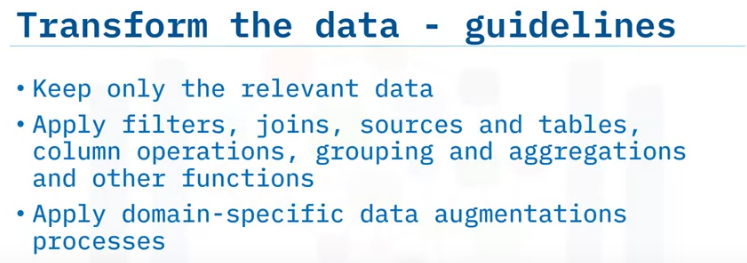 Transform the data - guidelines
• Keep only the relevant data
• Apply filters, joins, sources and tables,
column operations, grouping and aggregations
and other functions
• Apply domain-specific data augmentations
processes